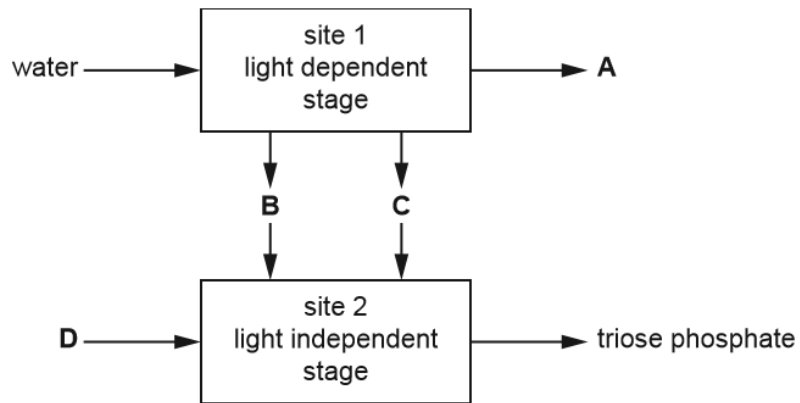 site 1
light dependent
stage
water
A
B
C
site 2
light independent
stage
D
triose phosphate